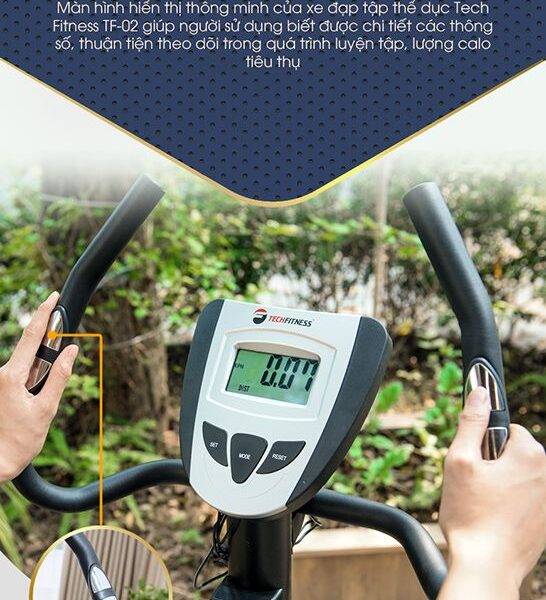 Màn hình hiển thị thông minh của xe đạp tập thể dục Tech
Fitness TF-02 giúp người sử dụng biết được chi tiết các thông
số, thuận tiện theo dõi trong quá trình luyện tập, lượng calo
tiêu thụ
TECHFITNESS
RPM
0.07
DIST
SET
MODE
RESET